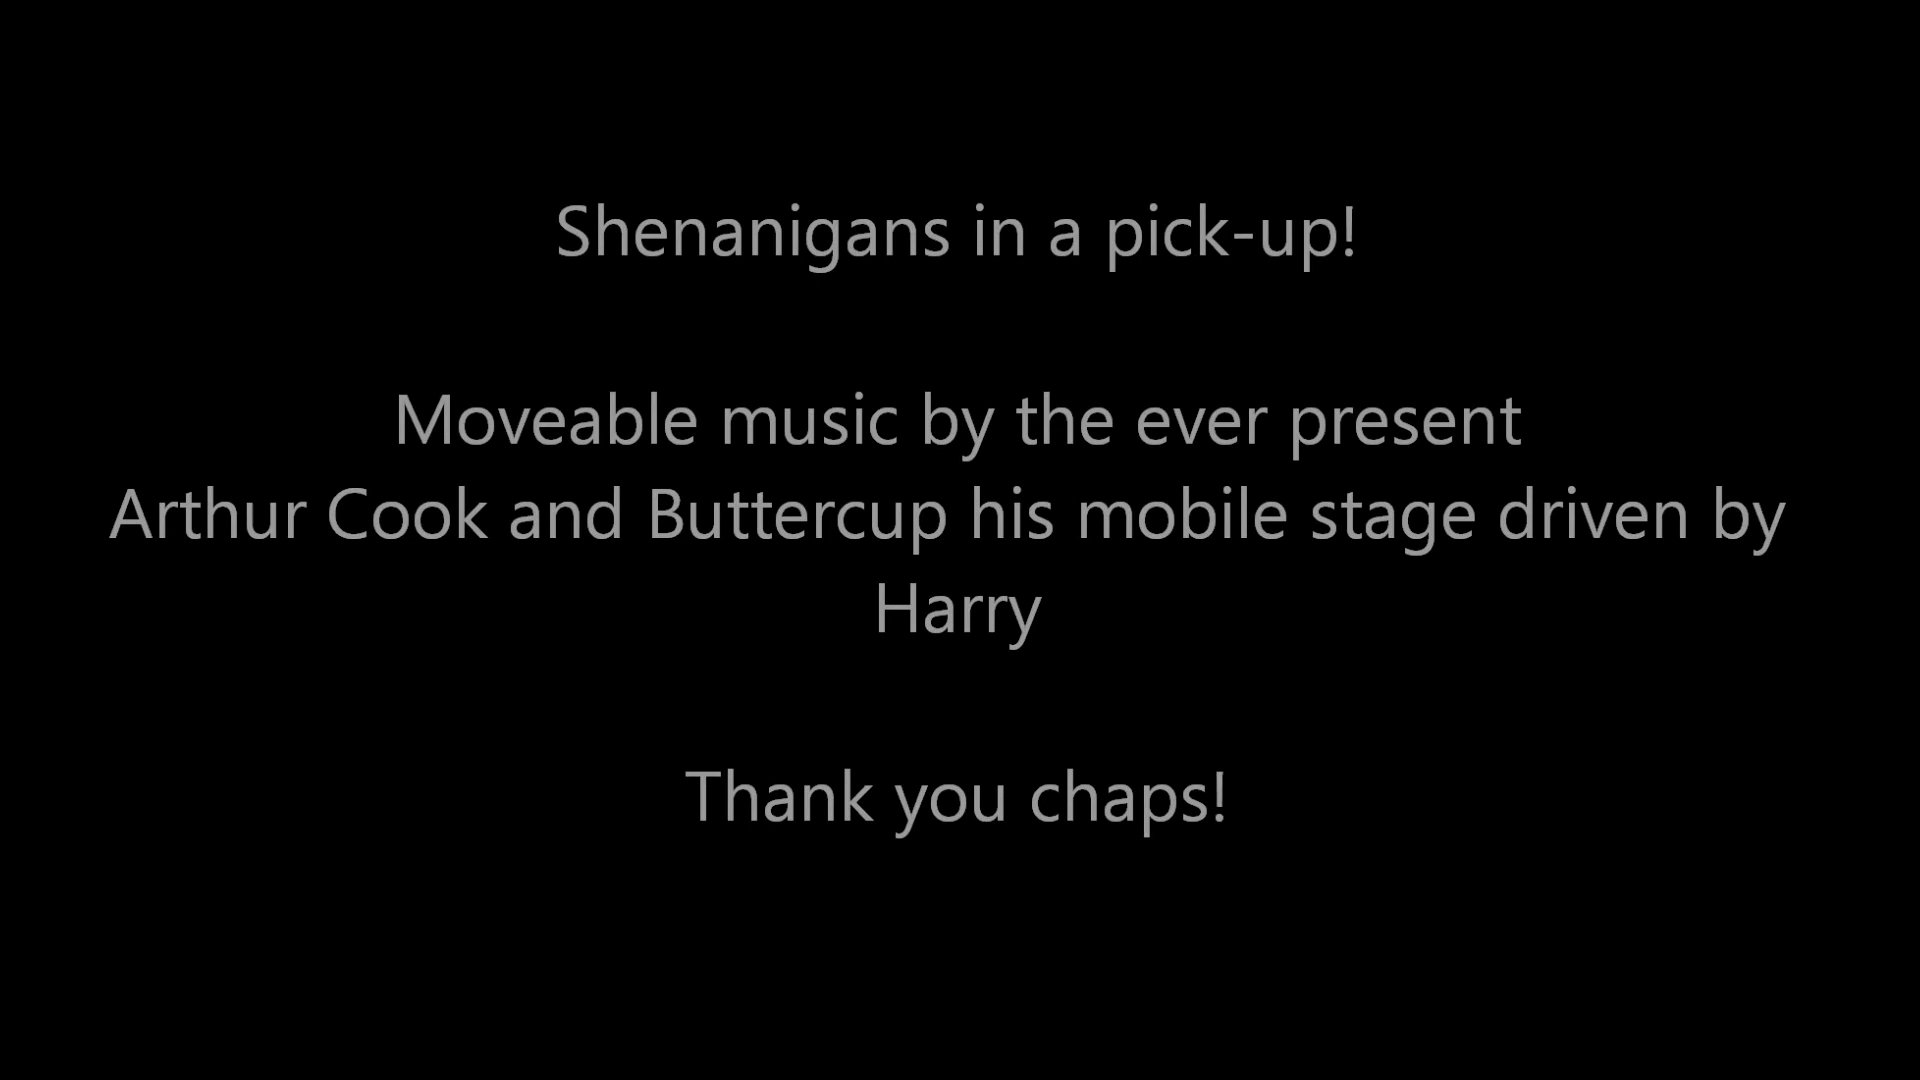 Shenanigans in a pick-up!
Moveable music by the ever present
Arthur Cook and Buttercup his mobile stage driven by
Harry
Thank you chaps!